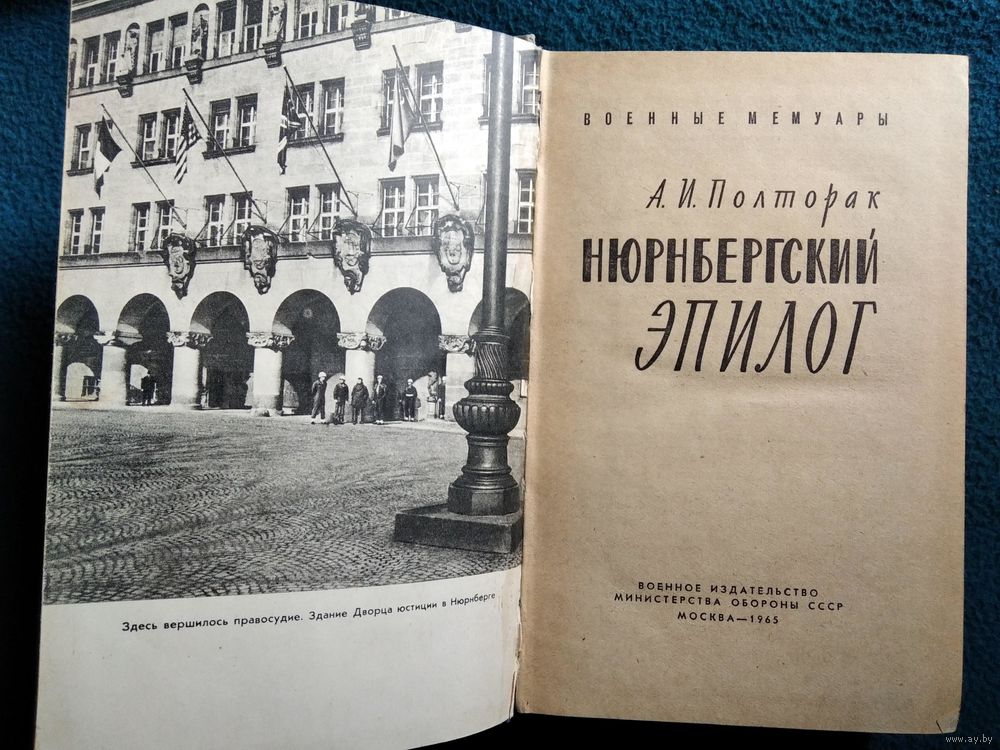 Здесь вершилось правосудие. Здание Дворца юстиции в Нюрнберге
ВОЕННЫЕ МЕМУАРЫ
А. И. Полторак
НЮРНБЕРГСКИЙ
ЭПИЛОГ
ВОЕННОЕ ИЗДАТЕЛЬСТВО
МИНИСТЕРСТВА ОБОРОНЫ СССР
МОСКВА—1965
www.ay.by